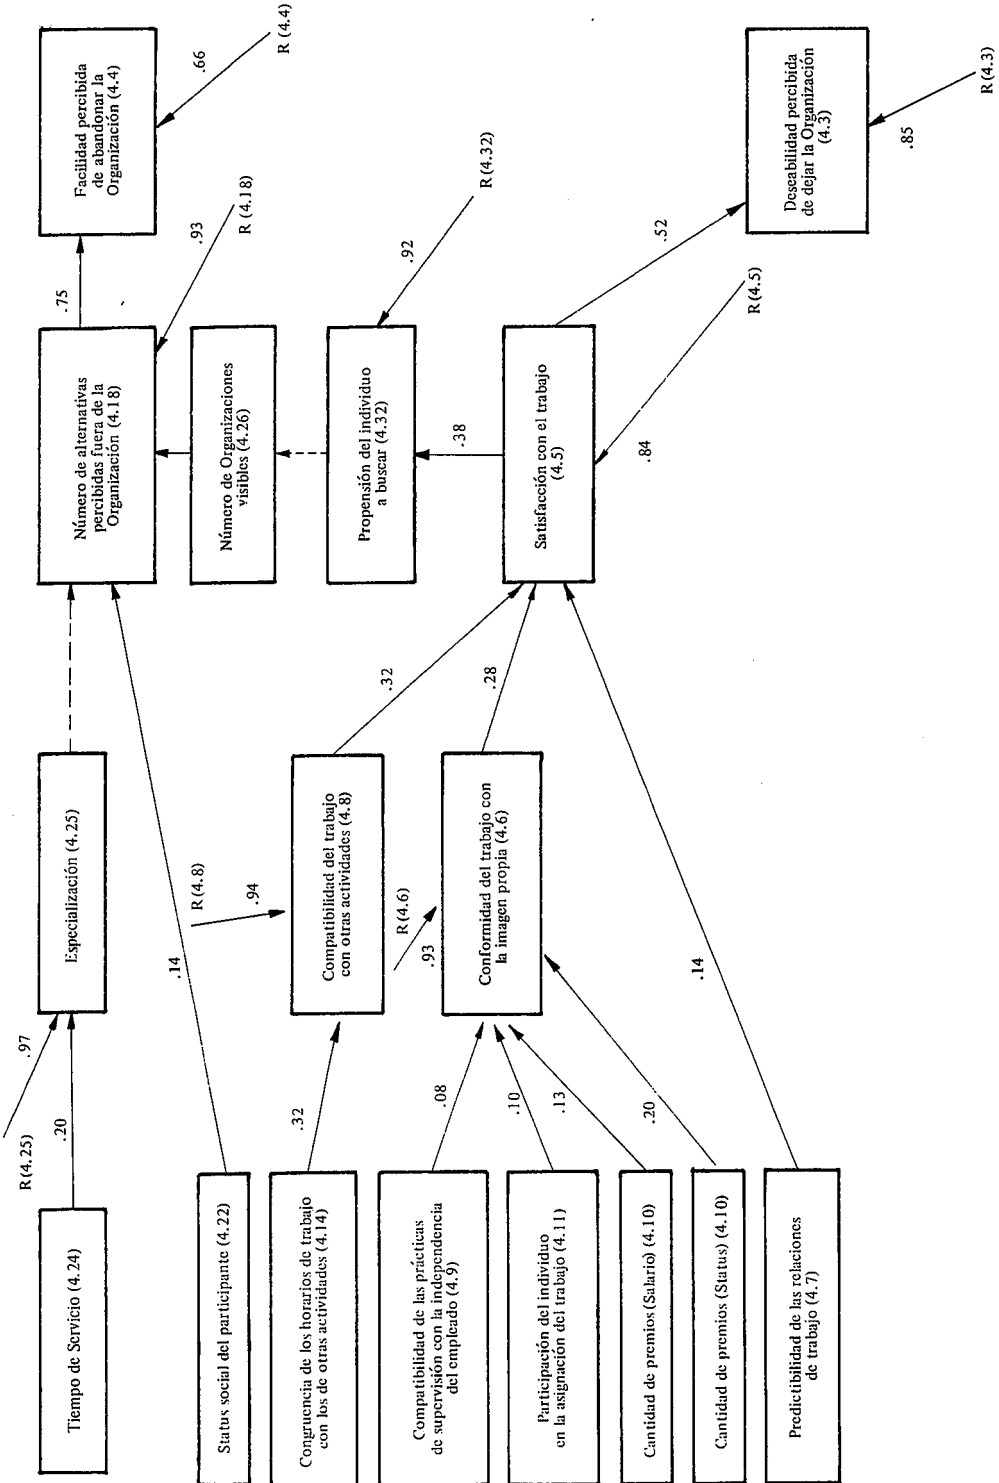 Tiempo de Servicio (4.24)
Status social del participante (4.22)
Congruencia de los horarios de trabajo
con los de otras actividades (4.14)
Compatibilidad de las prácticas
de supervisión con la independencia
del empleado (4.9)
Participación del individuo
en la asignación del trabajo (4.11)
Cantidad de premios (Salario) (4.10)
Cantidad de premios (Status) (4.10)
Predictibilidad de las relaciones
de trabajo (4.7)
R(4.25)
.97
.20
.14
.32
.08
.10
.13
.20
.14
Especialización (4.25)
R(4.8)
.94
Compatibilidad del trabajo
con otras actividades (4.8)
R(4.6)
.93
Conformidad del trabajo con
la imagen propia (4.6)
.32
.28
Número de alternativas
percibidas fuera de la
Organización (4.18)
Número de Organizaciones
visibles (4.26)
Propensión del individuo
a buscar (4.32)
.38
Satisfacción con el trabajo
(4.5)
.84
R(4.5)
.75
.93
R (4.18)
.92
R(4.32)
.52
Facilidad percibida
de abandonar la
Organización (4.4)
.66
R (4.4)
Deseabilidad percibida
de dejar la Organización
(4.3)
.85
R(4.3)